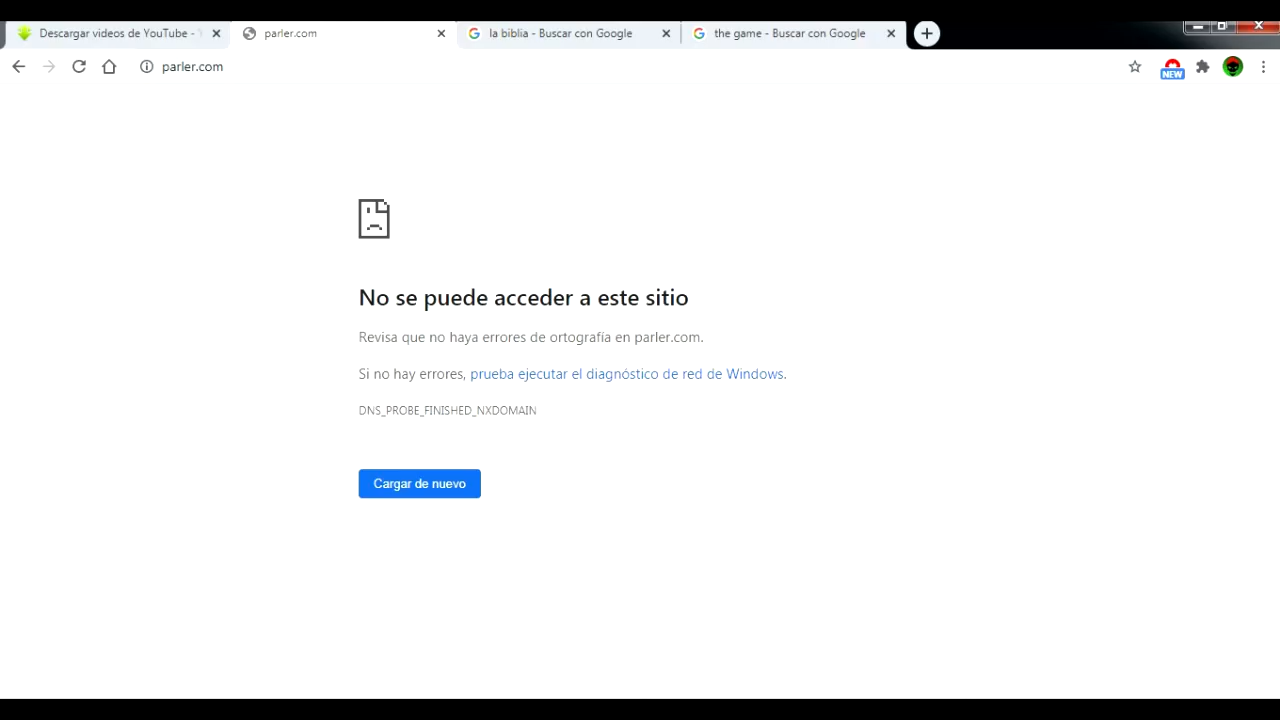 Descargar videos de YouTube -
parler.com
la biblia - Buscar con Google
the game - Buscar con Google
parler.com
NEW
No se puede acceder a este sitio
Revisa que no haya errores de ortografía en parler.com.
Si no hay errores, prueba ejecutar el diagnóstico de red de Windows.
DNS_PROBE_FINISHED_NXDOMAIN
Cargar de nuevo